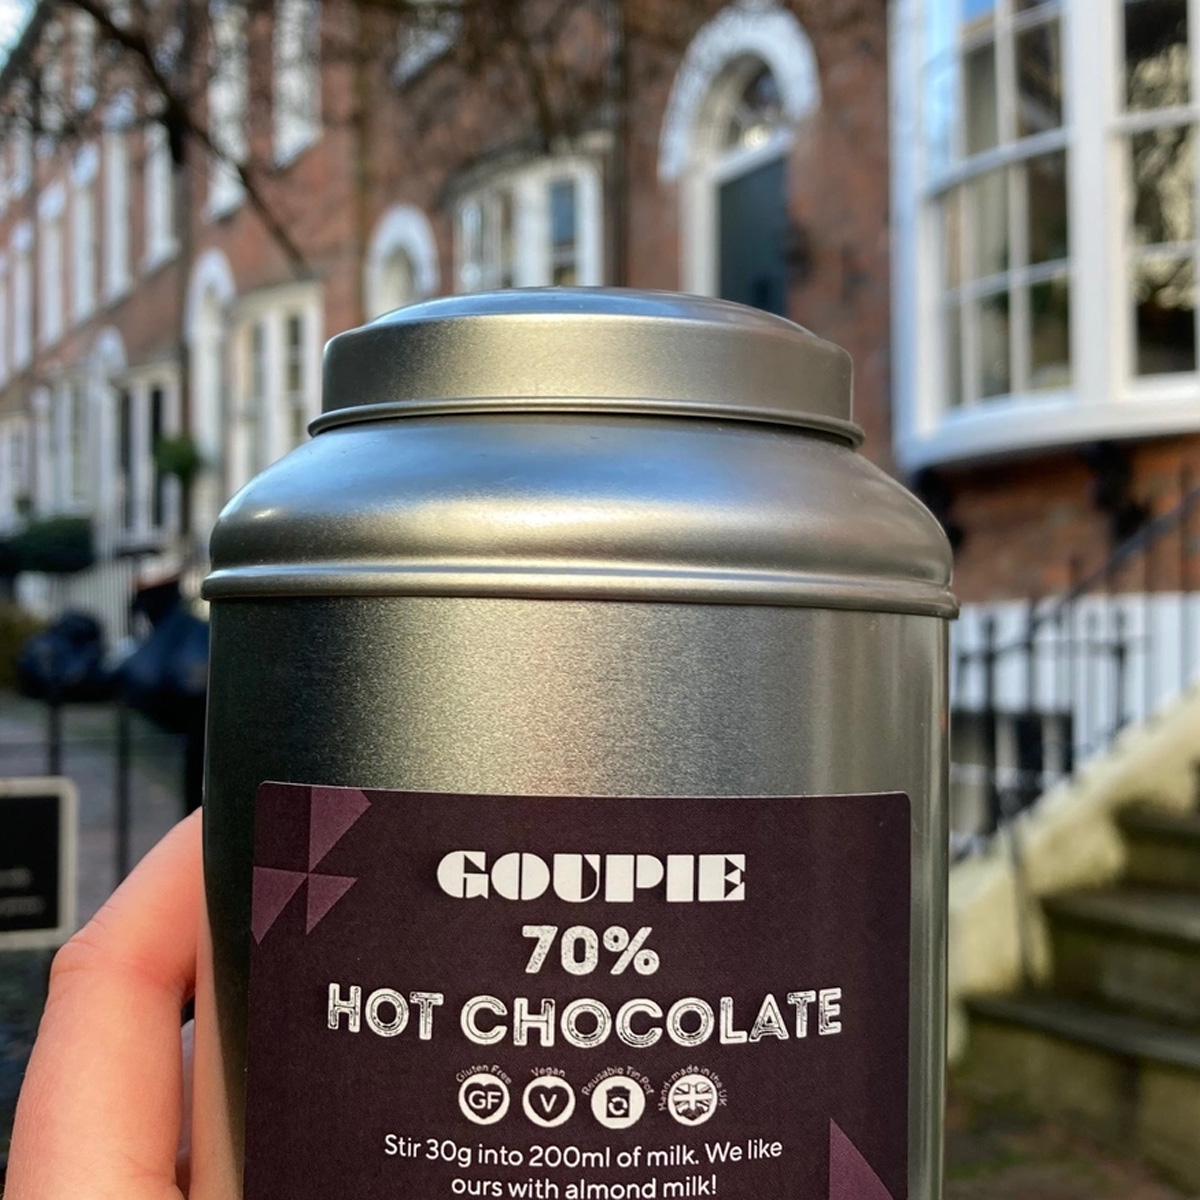 GOUPIE
70%
HOT CHOCOLATE
Gluten Free Vegan Reusable Tin Pot Hand-made in the UK
GF V
Stir 30g into 200ml of milk. We like
ours with almond milk!